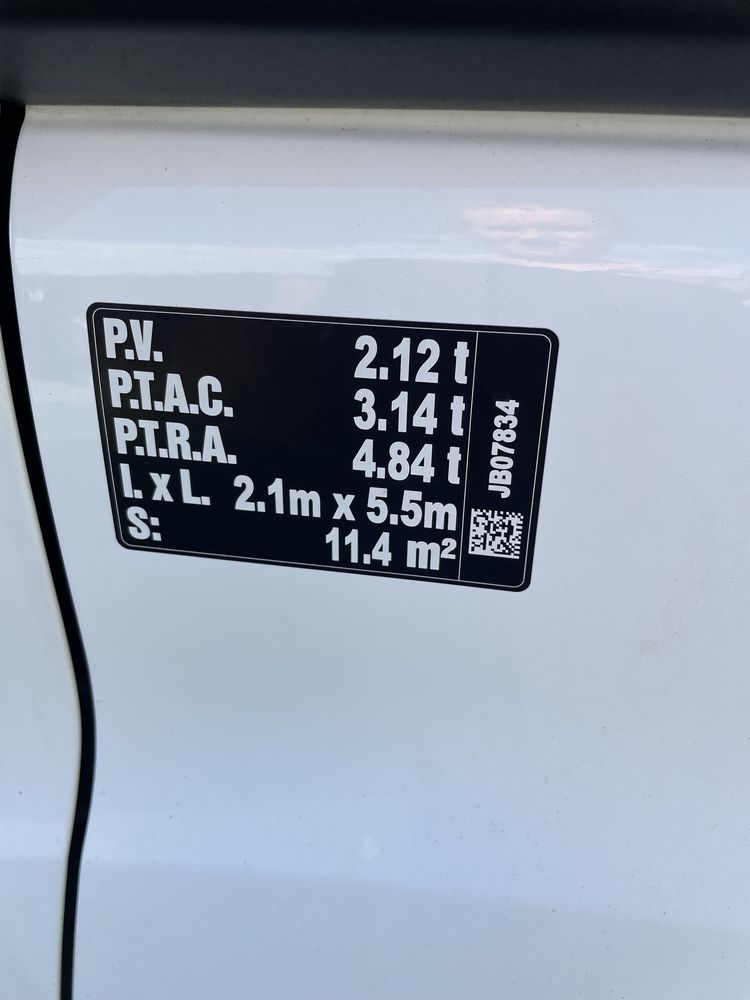 P.V. 2.12 t
P.T.A.C. 3.14 t
P.T.R.A. 4.84 t
l. x L. 2.1m x 5.5m
S: 11.4 m²
JB07834